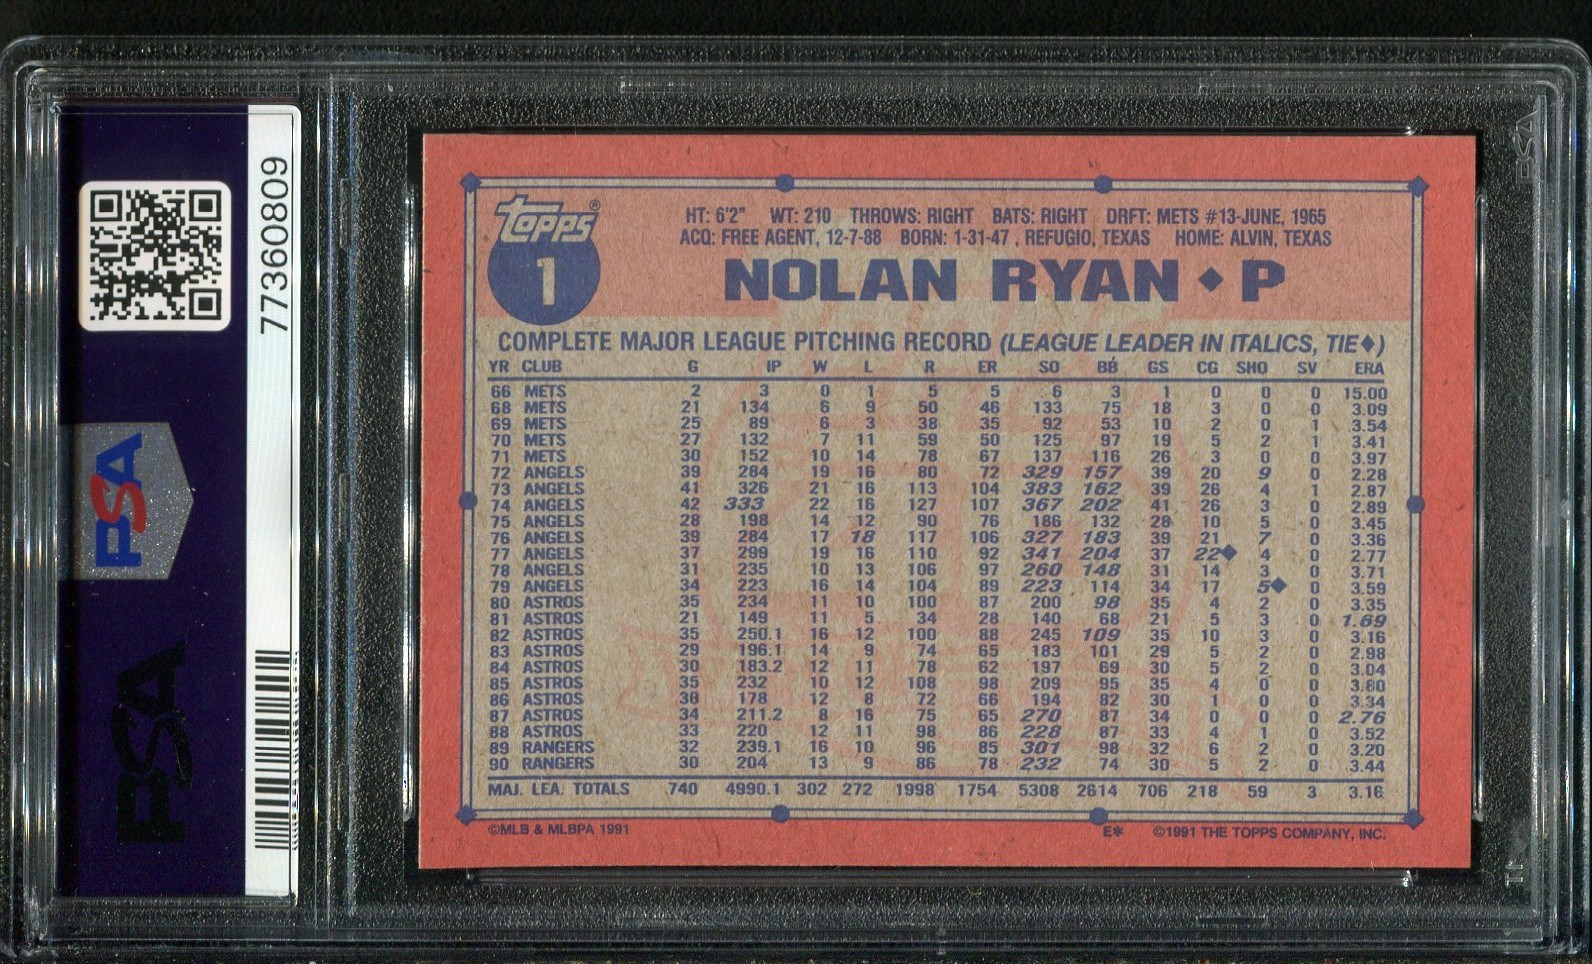 77360809
PSA
PSA
PSA
Topps®
1
HT: 6'2" WT: 210 THROWS: RIGHT BATS: RIGHT DRFT: METS #13-JUNE, 1965
ACQ: FREE AGENT, 12-7-88 BORN: 1-31-47 , REFUGIO, TEXAS HOME: ALVIN, TEXAS
NOLAN RYAN ♦ P
COMPLETE MAJOR LEAGUE PITCHING RECORD (LEAGUE LEADER IN ITALICS, TIE♦)
YR CLUB G IP W L R ER SO BB GS CG SHO SV ERA
66 METS 2 3 0 1 5 5 6 3 1 0 0 0 15.00
68 METS 21 134 6 9 50 46 133 75 18 3 0 0 3.09
69 METS 25 89 6 3 38 35 92 53 10 2 0 1 3.54
70 METS 27 132 7 11 59 50 125 97 19 5 2 1 3.41
71 METS 30 152 10 14 78 67 137 116 26 3 0 0 3.97
72 ANGELS 39 284 19 16 80 72 329 157 39 20 9 0 2.28
73 ANGELS 41 326 21 16 113 104 383 162 39 26 4 1 2.87
74 ANGELS 42 333 22 16 127 107 367 202 41 26 3 0 2.89
75 ANGELS 28 198 14 12 90 76 186 132 28 10 5 0 3.45
76 ANGELS 39 284 17 18 117 106 327 183 39 21 7 0 3.36
77 ANGELS 37 299 19 16 110 92 341 204 37 22♦ 4 0 2.77
78 ANGELS 31 235 10 13 106 97 260 148 31 14 3 0 3.71
79 ANGELS 34 223 16 14 104 89 223 114 34 17 5♦ 0 3.59
80 ASTROS 35 234 11 10 100 87 200 98 35 4 2 0 3.35
81 ASTROS 21 149 11 5 34 28 140 68 21 5 3 0 1.69
82 ASTROS 35 250.1 16 12 100 88 245 109 35 10 3 0 3.16
83 ASTROS 29 196.1 14 9 74 65 183 101 29 5 2 0 2.98
84 ASTROS 30 183.2 12 11 78 62 197 69 30 5 2 0 3.04
85 ASTROS 35 232 10 12 108 98 209 95 35 4 0 0 3.80
86 ASTROS 38 178 12 8 72 66 194 82 30 1 0 0 3.34
87 ASTROS 34 211.2 8 16 75 65 270 87 34 0 0 0 2.76
88 ASTROS 33 220 12 11 98 86 228 87 33 4 1 0 3.52
89 RANGERS 32 239.1 16 10 96 85 301 98 32 6 2 0 3.20
90 RANGERS 30 204 13 9 86 78 232 74 30 5 2 0 3.44
MAJ. LEA. TOTALS 740 4990.1 302 272 1998 1754 5308 2614 706 218 59 3 3.16
©MLB & MLBPA 1991 E* ©1991 THE TOPPS COMPANY, INC.